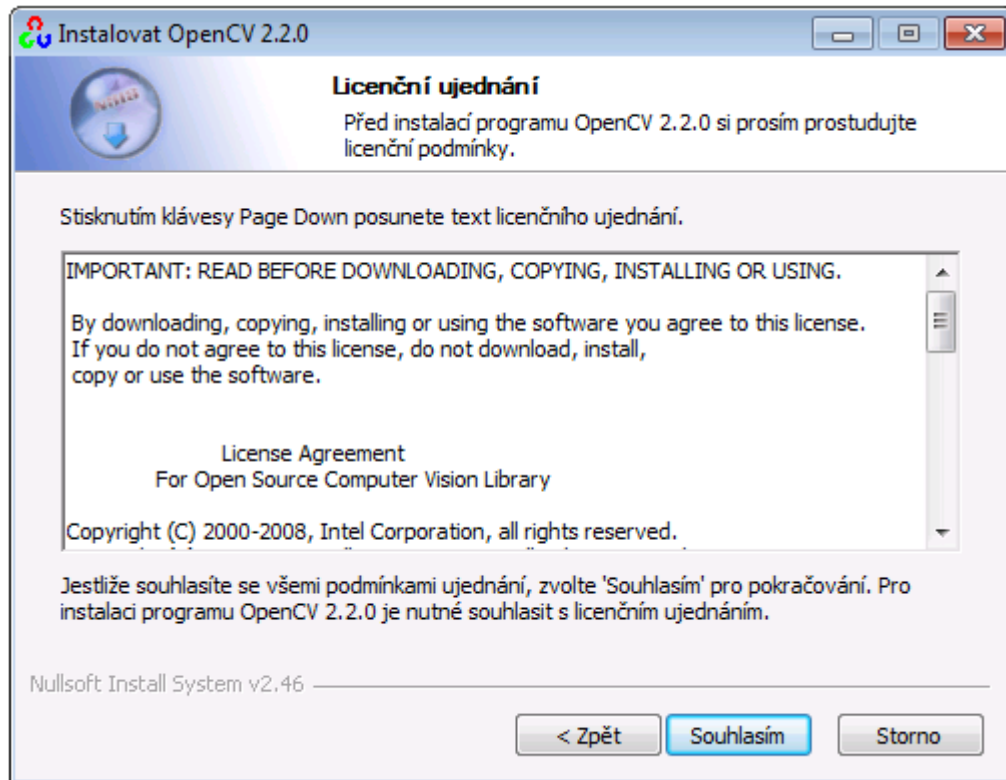 Instalovat OpenCV 2.2.0
Licenční ujednání
Před instalací programu OpenCV 2.2.0 si prosím prostudujte
licenční podmínky.
Stisknutím klávesy Page Down posunete text licenčního ujednání.
IMPORTANT: READ BEFORE DOWNLOADING, COPYING, INSTALLING OR USING.
By downloading, copying, installing or using the software you agree to this license.
If you do not agree to this license, do not download, install,
copy or use the software.
License Agreement
For Open Source Computer Vision Library
Copyright (C) 2000-2008, Intel Corporation, all rights reserved.
Jestliže souhlasíte se všemi podmínkami ujednání, zvolte 'Souhlasím' pro pokračování. Pro
instalaci programu OpenCV 2.2.0 je nutné souhlasit s licenčním ujednáním.
Nullsoft Install System v2.46
< Zpět
Souhlasím
Storno